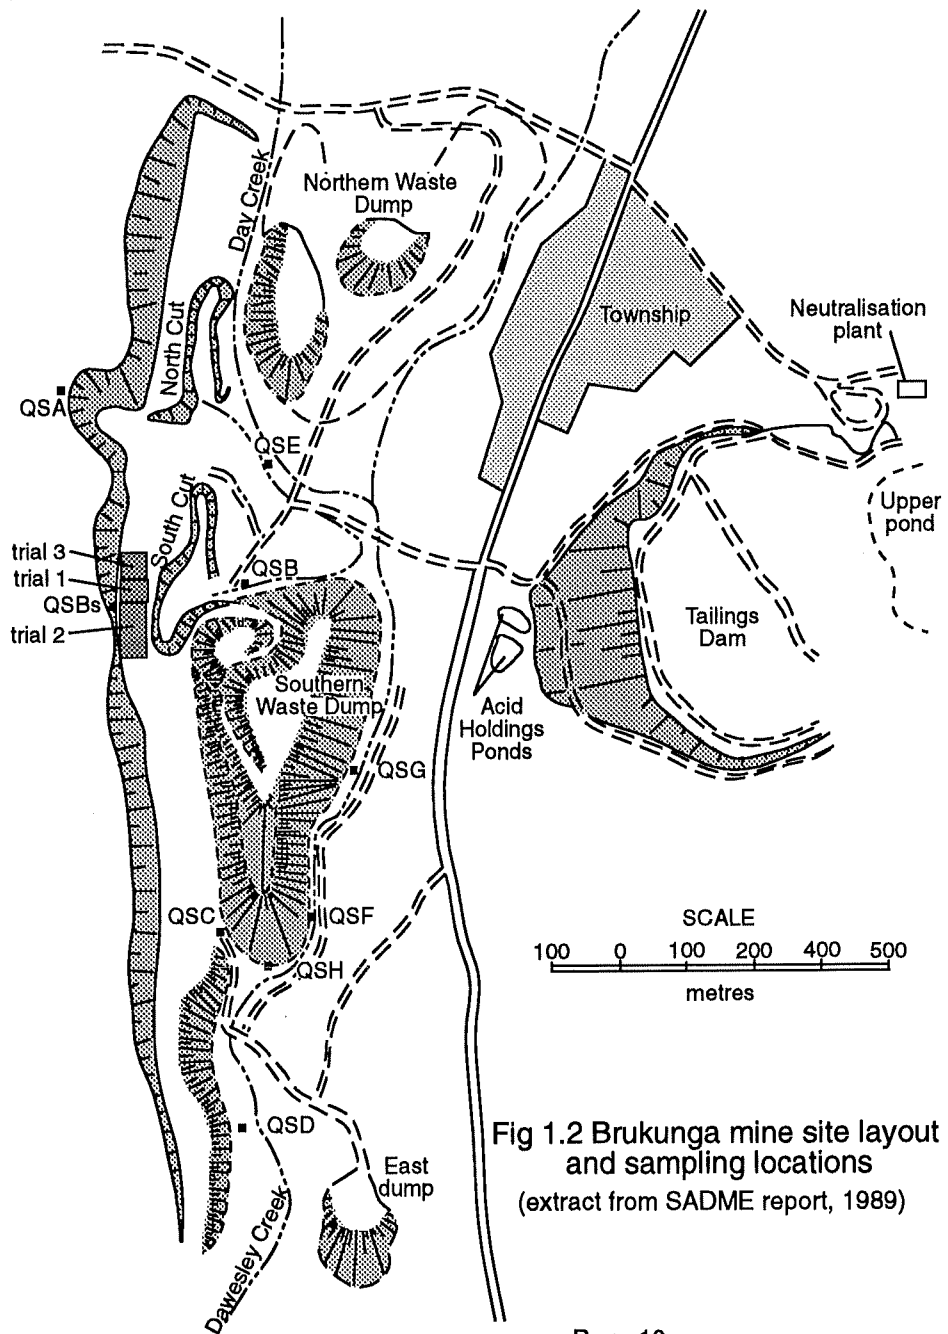 Day Creek
Northern Waste
Dump
North Cut
Township
Neutralisation
plant
QSA
QSE
South Cut
Upper
pond
trial 3
trial 1
QSBs
trial 2
QSB
Tailings
Dam
Southern
Waste Dump
Acid
Holdings
Ponds
QSG
QSC
QSF
QSH
SCALE
100 0 100 200 400 500
metres
QSD
Fig 1.2 Brukunga mine site layout
and sampling locations
(extract from SADME report, 1989)
East
dump
Dawesley Creek